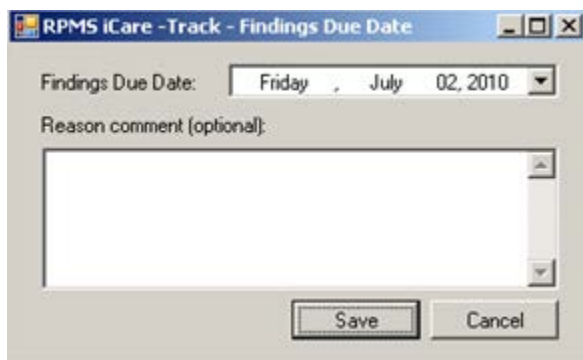 RPMS iCare -Track - Findings Due Date
Findings Due Date: Friday , July 02, 2010
Reason comment (optional):
Save Cancel